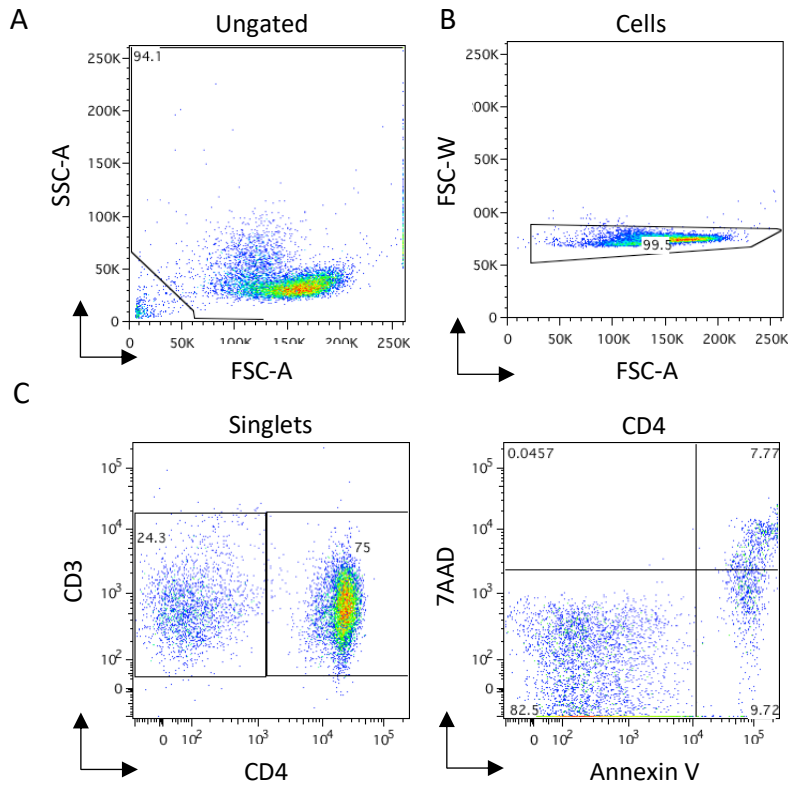 A
Ungated
94.1
250K
200K
150K
100K
50K
0
SSC-A
0 50K 100K 150K 200K 250K
FSC-A
B
Cells
250K
00K
50K
00K
50K
0
FSC-W
99.5
0 50K 100K 150K 200K 250K
FSC-A
C
Singlets
24.3
75
10^5
10^4
10^3
10^2
0
CD3
0 10^2 10^3 10^4 10^5
CD4
CD4
0.0457 7.77
82.5 9.72
10^5
10^4
10^3
10^2
0
7AAD
0 10^2 10^3 10^4 10^5
Annexin V